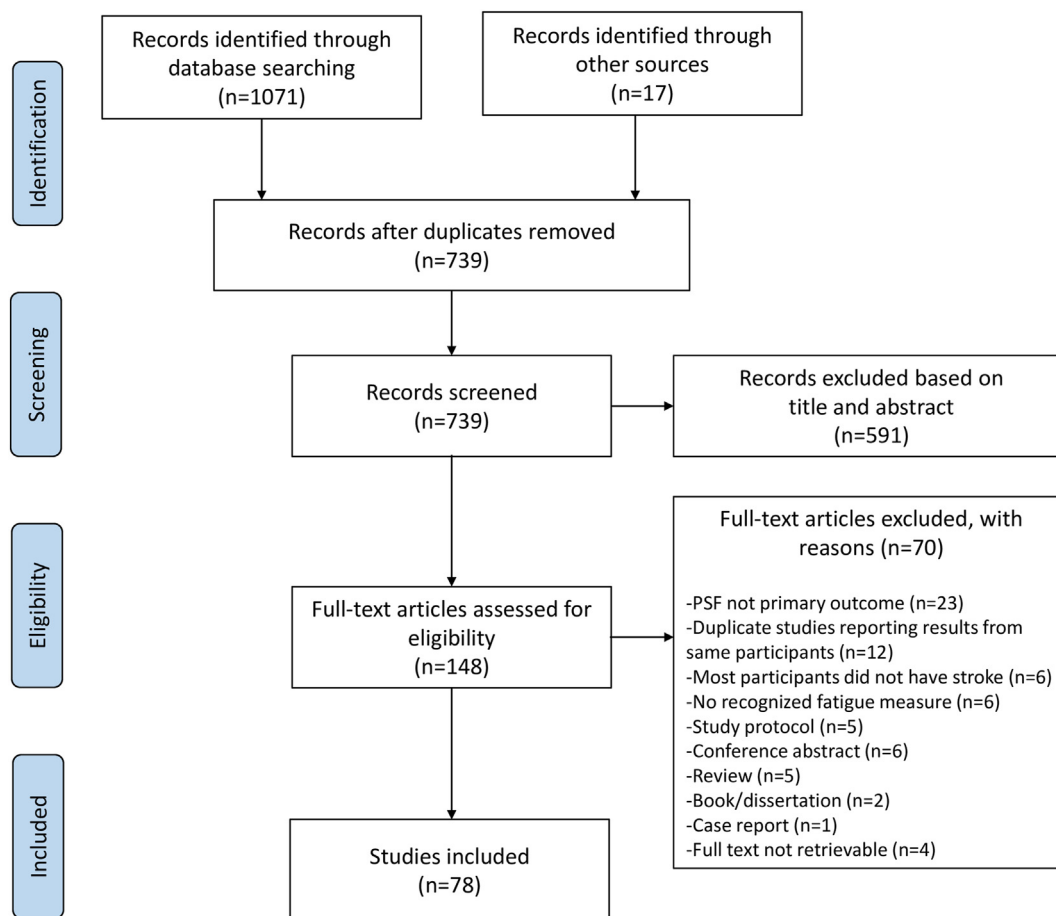 Identification
Records identified through
database searching
(n=1071)
Records identified through
other sources
(n=17)
Records after duplicates removed
(n=739)
Screening
Records screened
(n=739)
Records excluded based on
title and abstract
(n=591)
Eligibility
Full-text articles assessed for
eligibility
(n=148)
Full-text articles excluded, with
reasons (n=70)
-PSF not primary outcome (n=23)
-Duplicate studies reporting results from
same participants (n=12)
-Most participants did not have stroke (n=6)
-No recognized fatigue measure (n=6)
-Study protocol (n=5)
-Conference abstract (n=6)
-Review (n=5)
-Book/dissertation (n=2)
-Case report (n=1)
-Full text not retrievable (n=4)
Included
Studies included
(n=78)